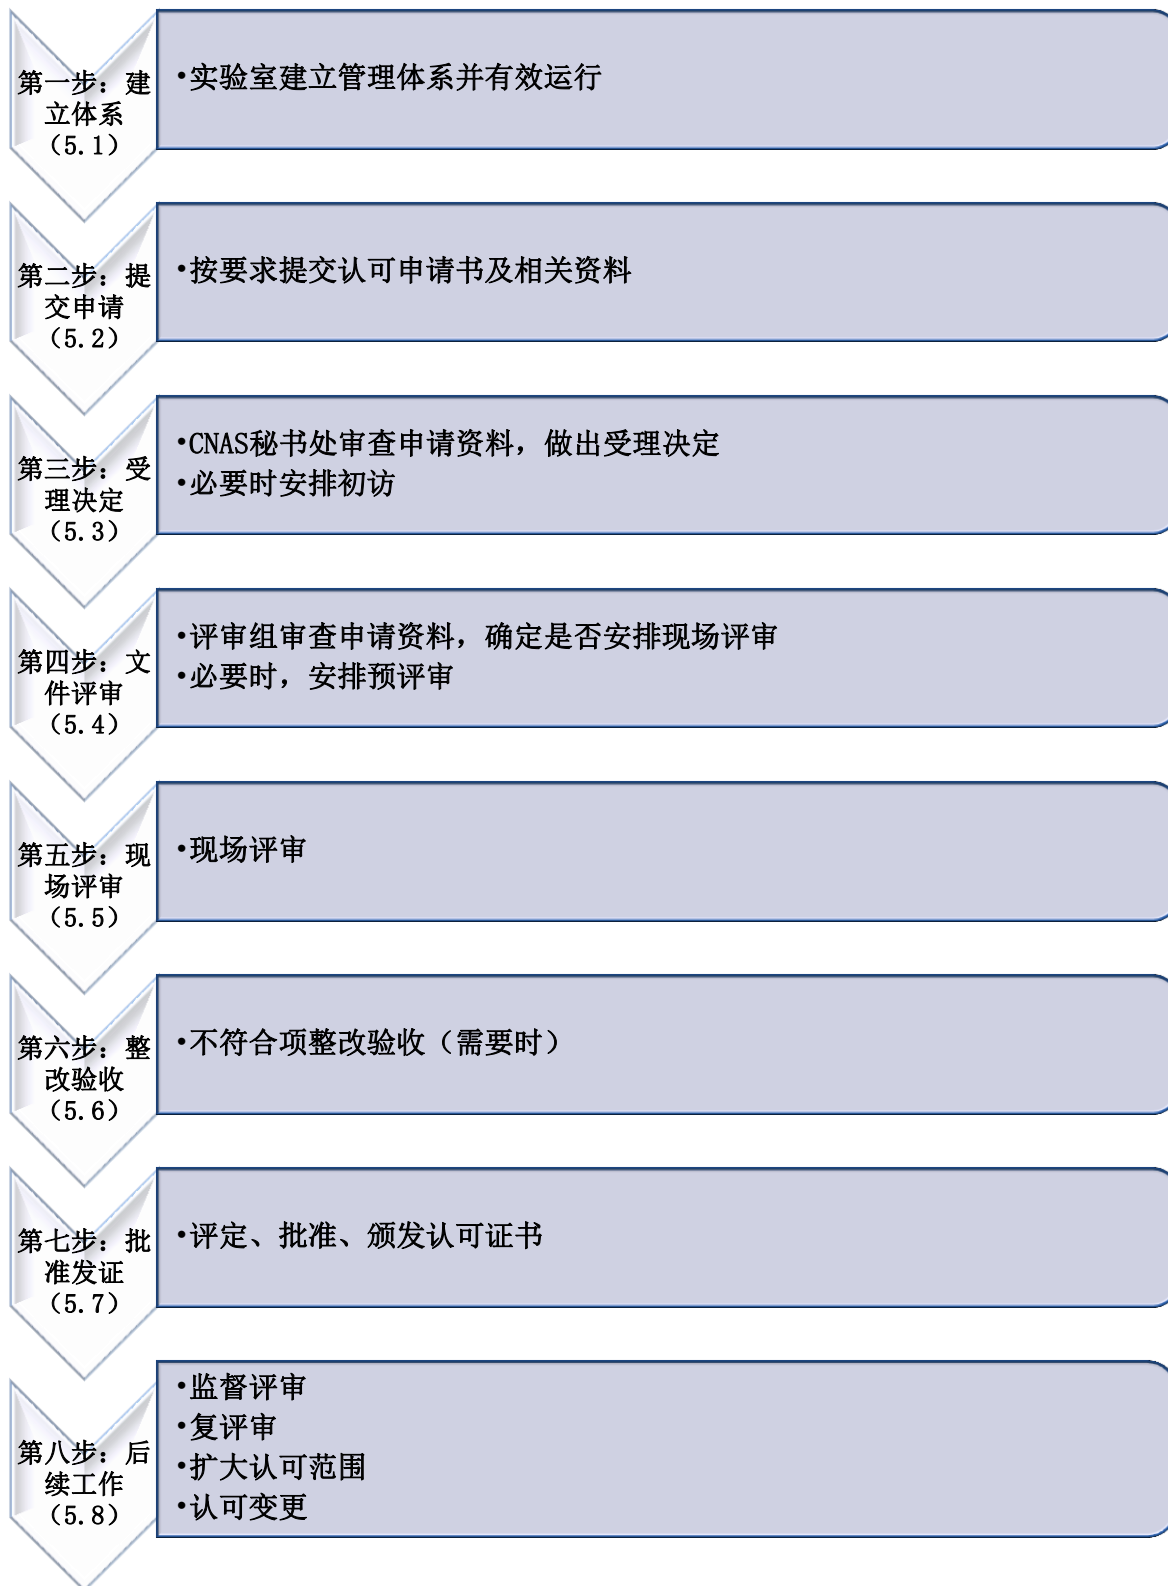 第一步：建
立体系
（5.1）
•实验室建立管理体系并有效运行
第二步：提
交申请
（5.2）
•按要求提交认可申请书及相关资料
第三步：受
理决定
（5.3）
•CNAS秘书处审查申请资料，做出受理决定
•必要时安排初访
第四步：文
件评审
（5.4）
•评审组审查申请资料，确定是否安排现场评审
•必要时，安排预评审
第五步：现
场评审
（5.5）
•现场评审
第六步：整
改验收
（5.6）
•不符合项整改验收（需要时）
第七步：批
准发证
（5.7）
•评定、批准、颁发认可证书
第八步：后
续工作
（5.8）
•监督评审
•复评审
•扩大认可范围
•认可变更